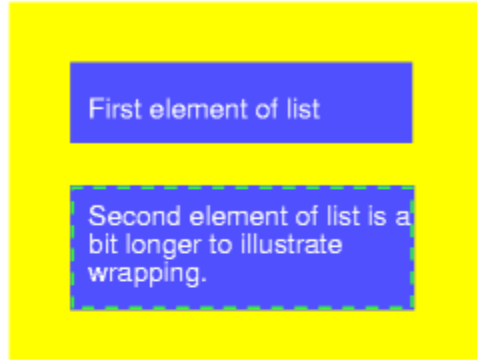 First element of list
Second element of list is a
bit longer to illustrate
wrapping.